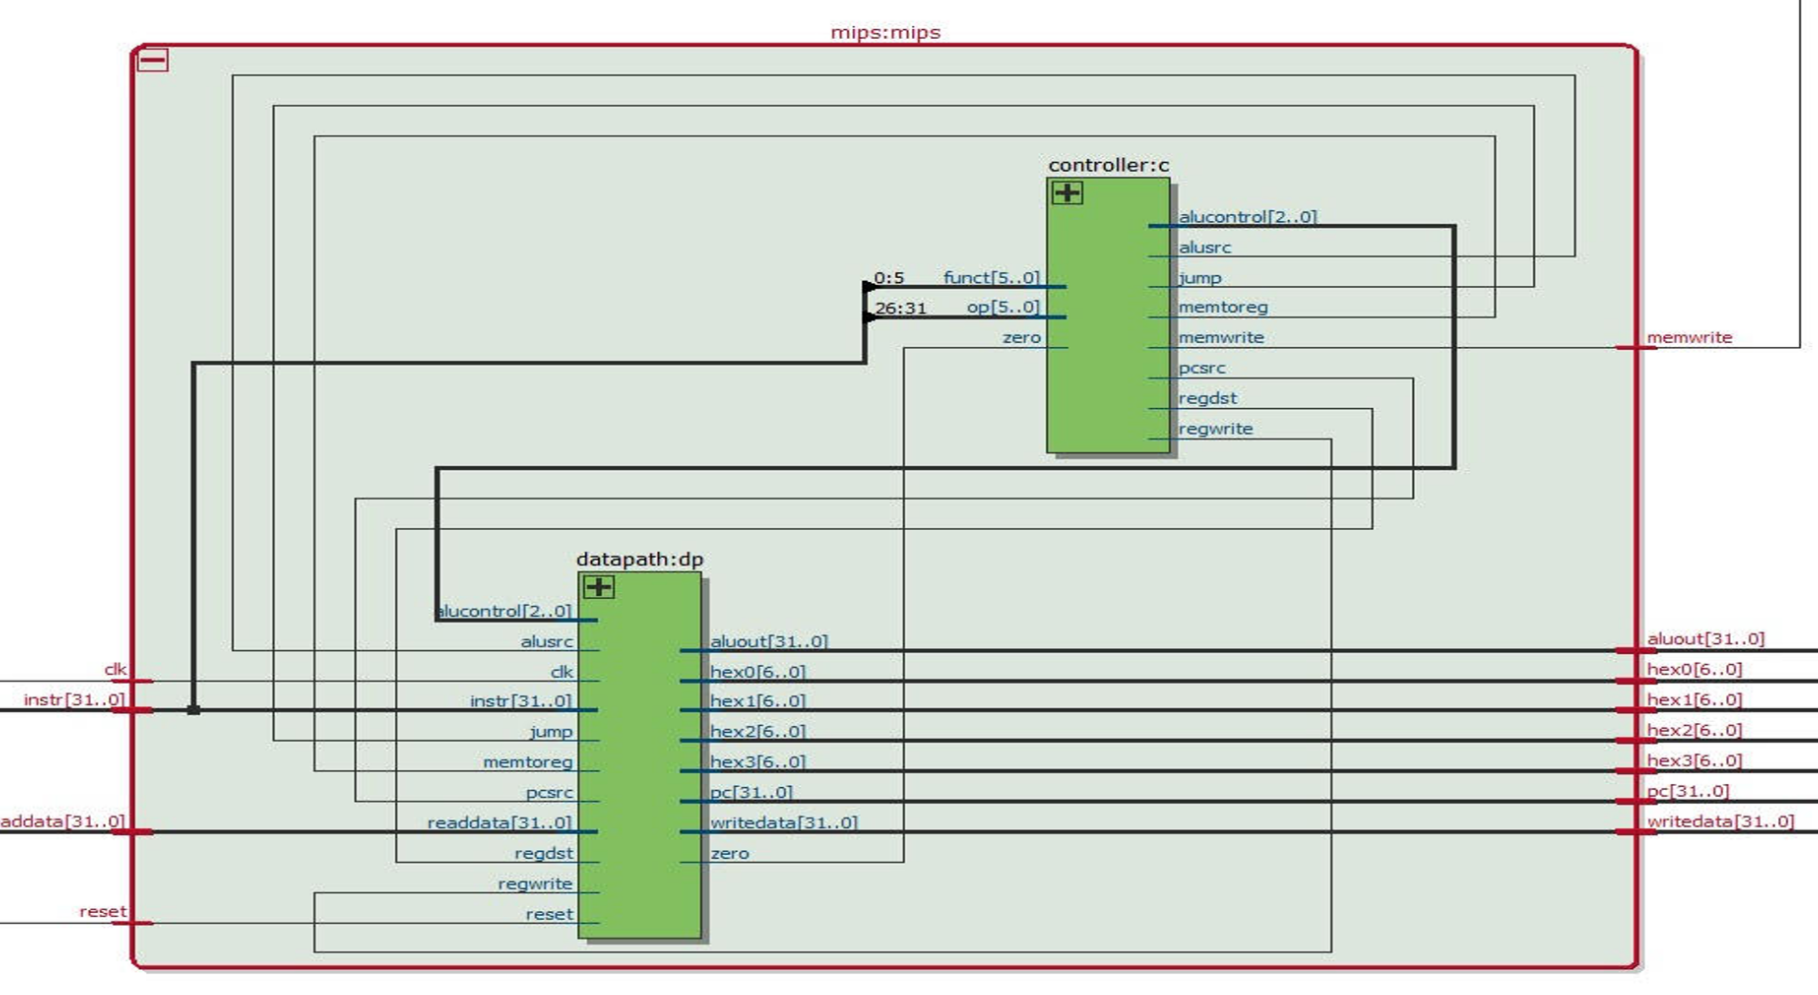 mips:mips
controller:c
alucontrol[2..0]
alusrc
0:5 funct[5..0] jump
26:31 op[5..0] memtoreg
zero memwrite memwrite
pcsrc
regdst
regwrite
datapath:dp
alucontrol[2..0]
alusrc aluout[31..0] aluout[31..0]
clk clk hex0[6..0] hex0[6..0]
instr[31..0] instr[31..0] hex1[6..0] hex1[6..0]
jump hex2[6..0] hex2[6..0]
memtoreg hex3[6..0] hex3[6..0]
pcsrc pc[31..0] pc[31..0]
adddata[31..0] readdata[31..0] writedata[31..0] writedata[31..0]
regdst zero
regwrite
reset reset